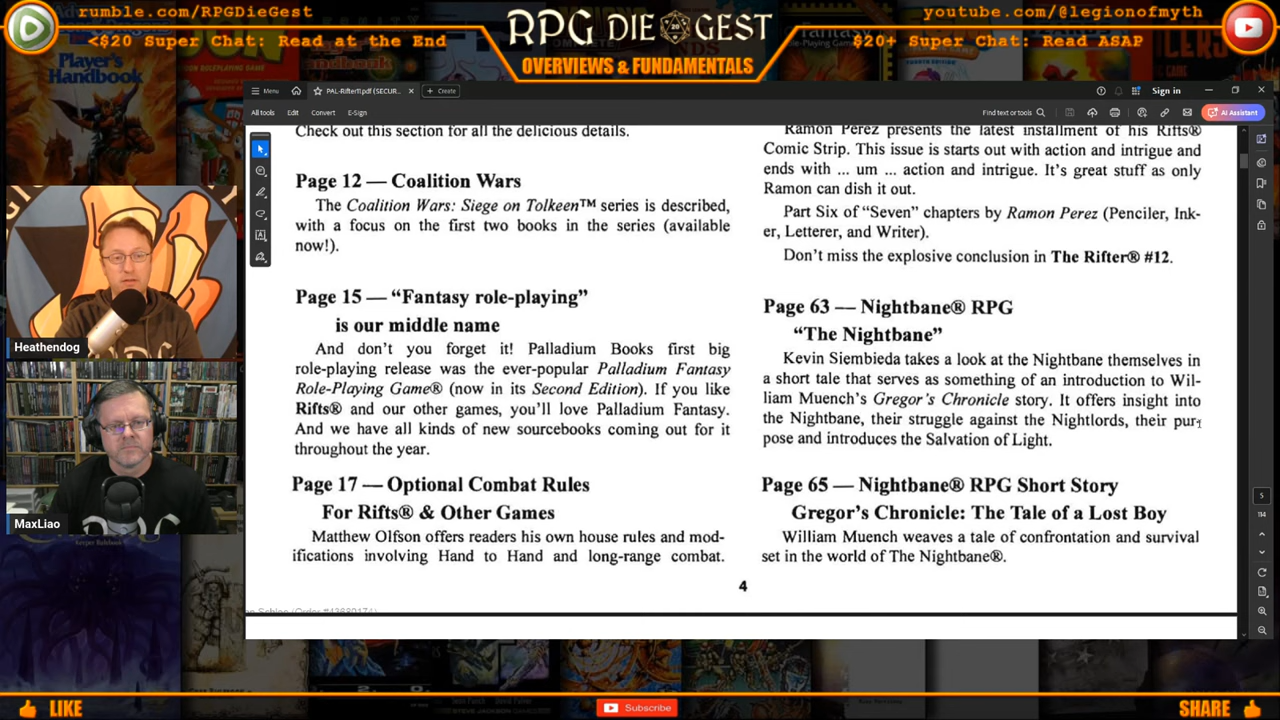 rumble.com/RPGDieGest
<$20 Super Chat: Read at the End
RPG DIE GEST
OVERVIEWS & FUNDAMENTALS
youtube.com/@legionofmyth
$20+ Super Chat: Read ASAP
Player's
Handbook
Menu
PAL-Rifter11.pdf (SECUR...
Create
Sign in
All tools
Edit
Convert
E-Sign
Find text or tools
AI Assistant
Check out this section for all the delicious details.
Page 12 — Coalition Wars
The Coalition Wars: Siege on Tolkeen™ series is described,
with a focus on the first two books in the series (available
now!).
Page 15 — “Fantasy role-playing”
is our middle name
And don't you forget it! Palladium Books first big
role-playing release was the ever-popular Palladium Fantasy
Role-Playing Game® (now in its Second Edition). If you like
Rifts® and our other games, you'll love Palladium Fantasy.
And we have all kinds of new sourcebooks coming out for it
throughout the year.
Page 17 — Optional Combat Rules
For Rifts® & Other Games
Matthew Olfson offers readers his own house rules and mod-
ifications involving Hand to Hand and long-range combat.
Ramon Perez presents the latest installment of his Rifts®
Comic Strip. This issue is starts out with action and intrigue and
ends with ... um ... action and intrigue. It's great stuff as only
Ramon can dish it out.
Part Six of “Seven” chapters by Ramon Perez (Penciler, Ink-
er, Letterer, and Writer).
Don't miss the explosive conclusion in The Rifter® #12.
Page 63 — Nightbane® RPG
“The Nightbane”
Kevin Siembieda takes a look at the Nightbane themselves in
a short tale that serves as something of an introduction to Wil-
liam Muench's Gregor's Chronicle story. It offers insight into
the Nightbane, their struggle against the Nightlords, their pur-
pose and introduces the Salvation of Light.
Page 65 — Nightbane® RPG Short Story
Gregor's Chronicle: The Tale of a Lost Boy
William Muench weaves a tale of confrontation and survival
set in the world of The Nightbane®.
4
5
114
Heathendog
MaxLiao
LIKE
Subscribe
SHARE